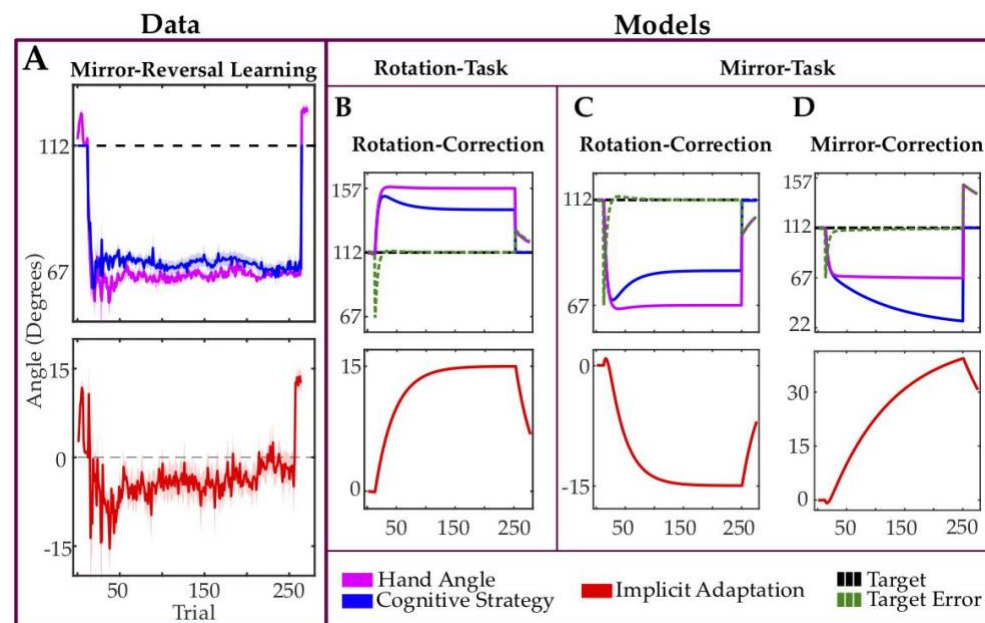 Data
Models
A
Mirror-Reversal Learning
Rotation-Task
Mirror-Task
B
C
D
Rotation-Correction
Rotation-Correction
Mirror-Correction
Angle (Degrees)
112
67
15
0
-15
50
150
250
Trial
157
112
67
15
0
50
150
250
112
67
0
-15
50
150
250
157
112
67
22
30
15
0
50
150
250
Hand Angle
Cognitive Strategy
Implicit Adaptation
Target
Target Error